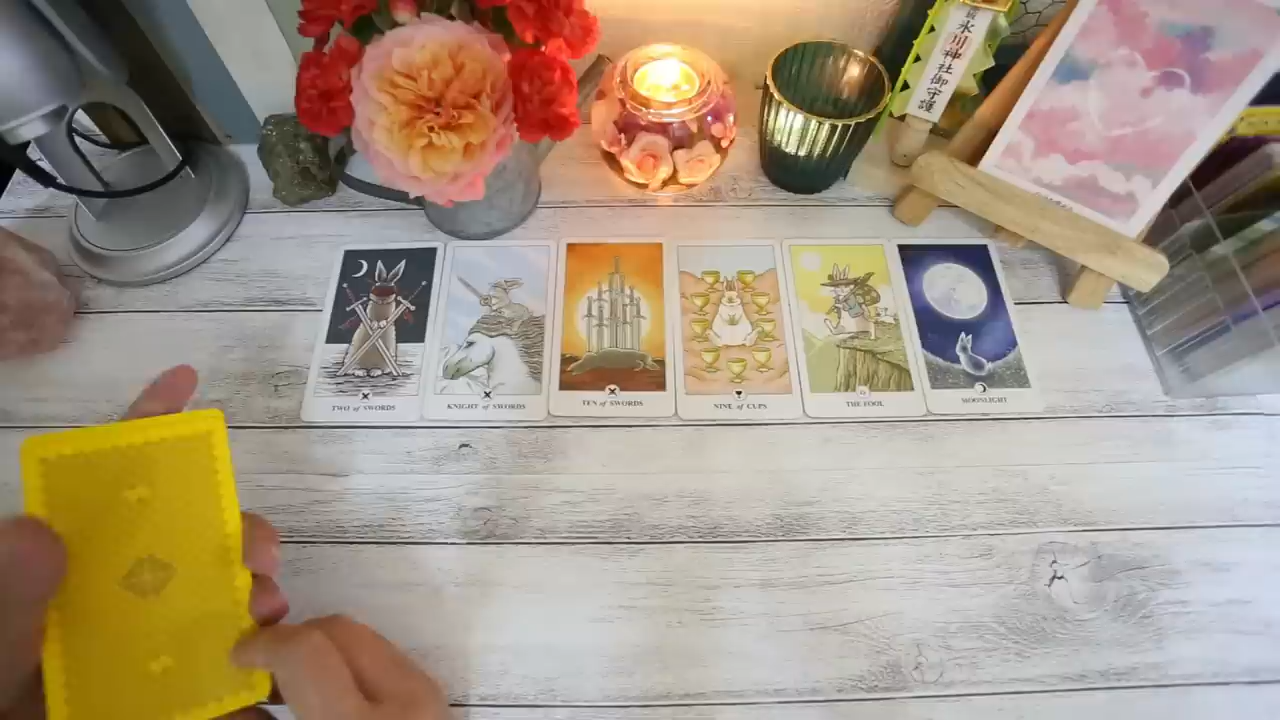 氷川神社御守護
TWO of SWORDS
KNIGHT of SWORDS
TEN of SWORDS
NINE of CUPS
THE FOOL
MOONLIGHT